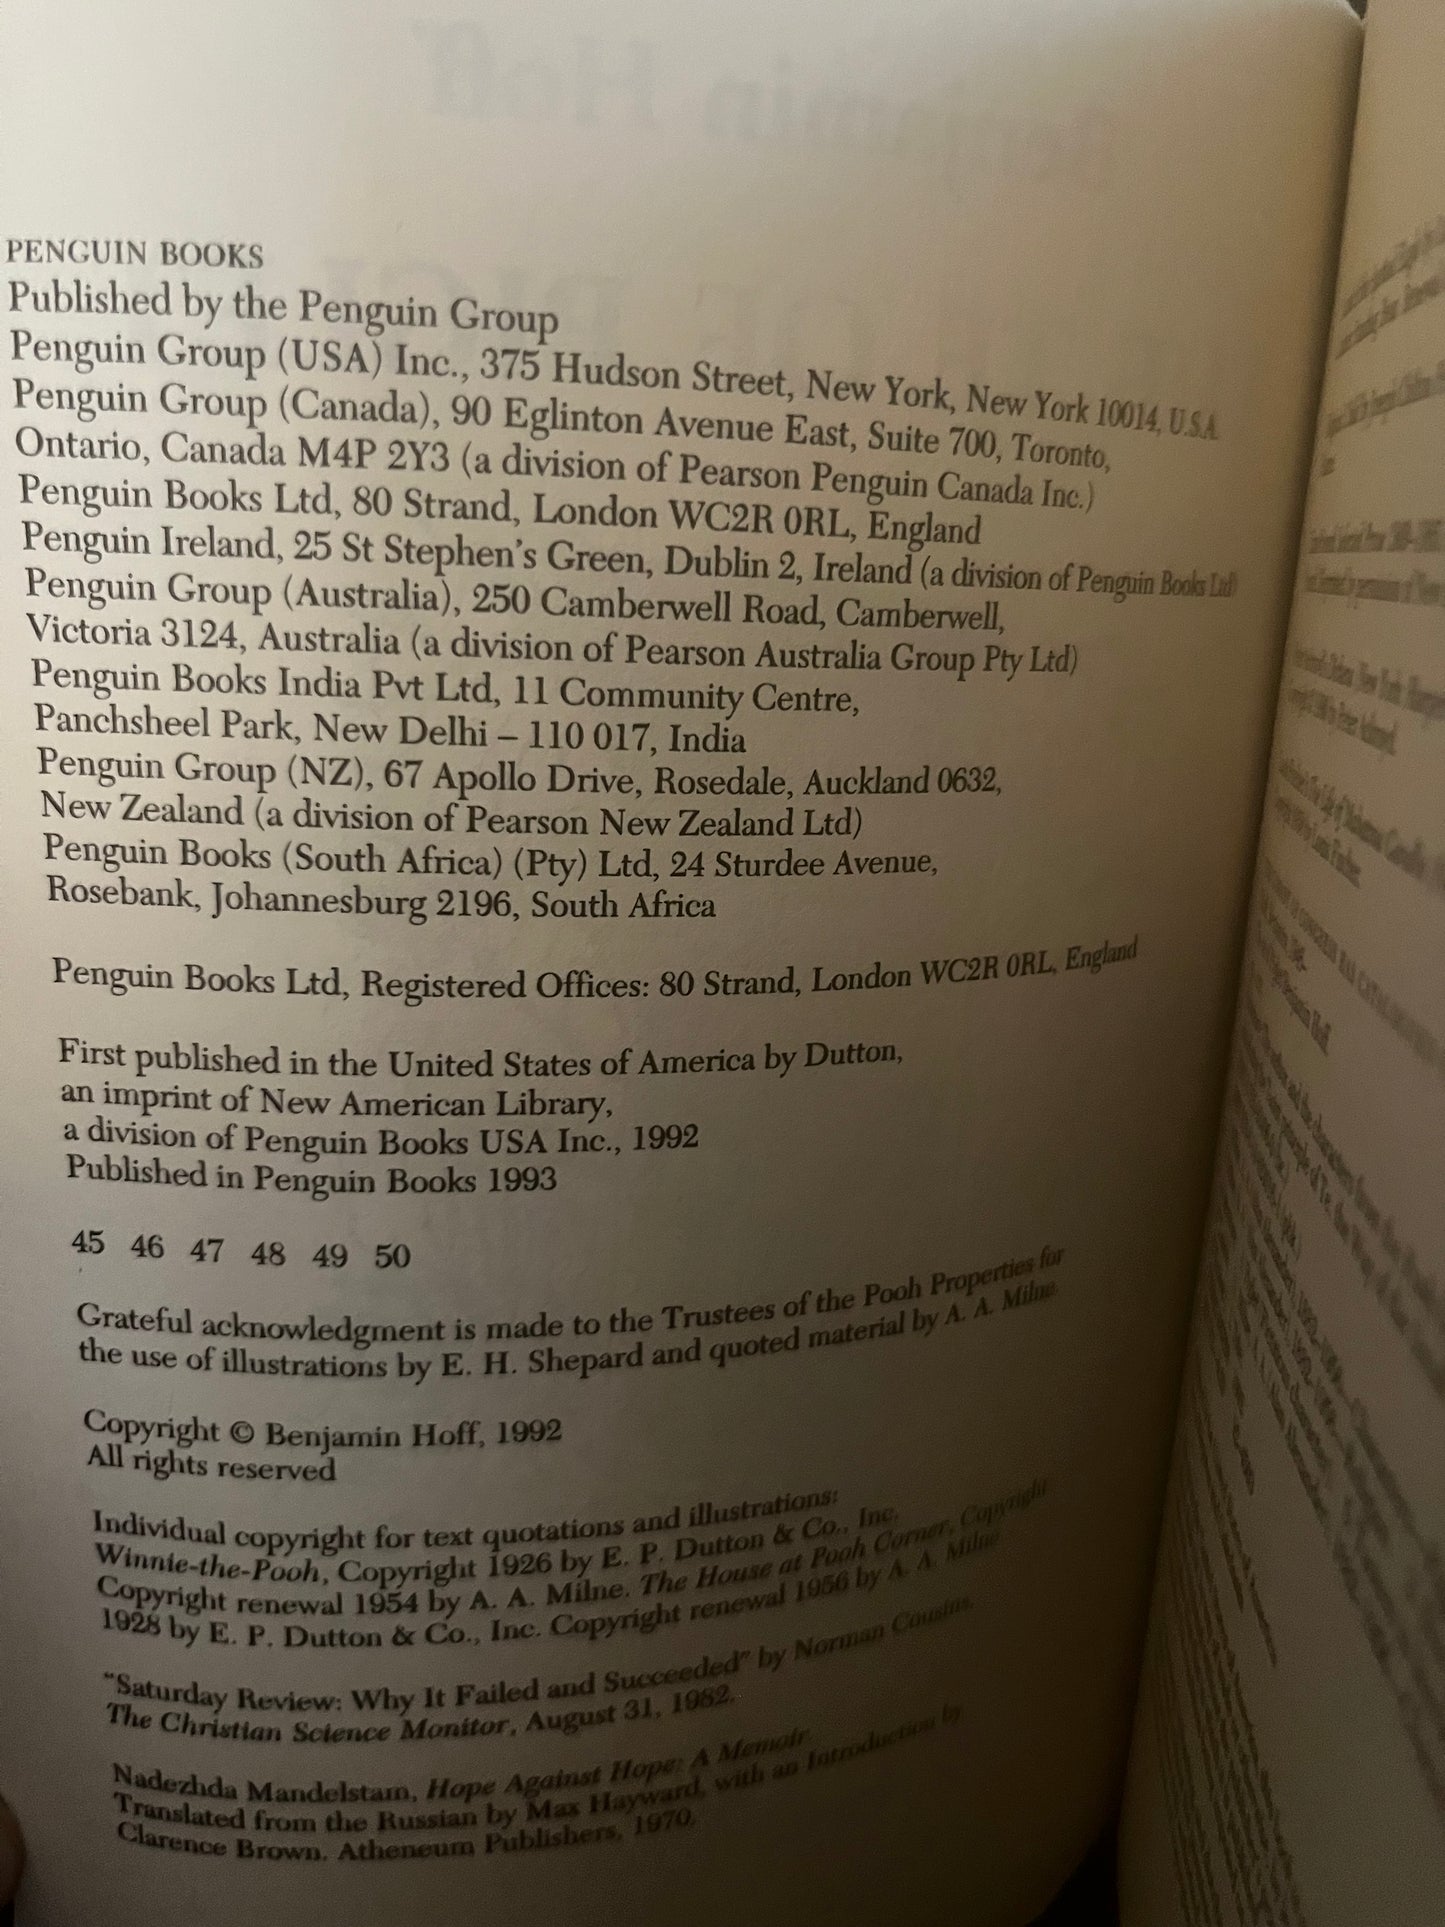 PENGUIN BOOKS
Published by the Penguin Group
Penguin Group (USA) Inc., 375 Hudson Street, New York, New York 10014, U.S.A.
Penguin Group (Canada), 90 Eglinton Avenue East, Suite 700, Toronto,
Ontario, Canada M4P 2Y3 (a division of Pearson Penguin Canada Inc.)
Penguin Books Ltd, 80 Strand, London WC2R 0RL, England
Penguin Ireland, 25 St Stephen's Green, Dublin 2, Ireland (a division of Penguin Books Ltd)
Penguin Group (Australia), 250 Camberwell Road, Camberwell,
Victoria 3124, Australia (a division of Pearson Australia Group Pty Ltd)
Penguin Books India Pvt Ltd, 11 Community Centre,
Panchsheel Park, New Delhi – 110 017, India
Penguin Group (NZ), 67 Apollo Drive, Rosedale, Auckland 0632,
New Zealand (a division of Pearson New Zealand Ltd)
Penguin Books (South Africa) (Pty) Ltd, 24 Sturdee Avenue,
Rosebank, Johannesburg 2196, South Africa
Penguin Books Ltd, Registered Offices: 80 Strand, London WC2R 0RL, England
First published in the United States of America by Dutton,
an imprint of New American Library,
a division of Penguin Books USA Inc., 1992
Published in Penguin Books 1993
45 46 47 48 49 50
Grateful acknowledgment is made to the Trustees of the Pooh Properties for
the use of illustrations by E. H. Shepard and quoted material by A. A. Milne.
Copyright © Benjamin Hoff, 1992
All rights reserved
Individual copyright for text quotations and illustrations:
Winnie-the-Pooh, Copyright 1926 by E. P. Dutton & Co., Inc.
Copyright renewal 1954 by A. A. Milne. The House at Pooh Corner, Copyright
1928 by E. P. Dutton & Co., Inc. Copyright renewal 1956 by A. A. Milne.
"Saturday Review: Why It Failed and Succeeded" by Norman Cousins,
The Christian Science Monitor, August 31, 1982.
Nadezhda Mandelstam, Hope Against Hope: A Memoir.
Translated from the Russian by Max Hayward, with an Introduction by
Clarence Brown. Atheneum Publishers, 1970.